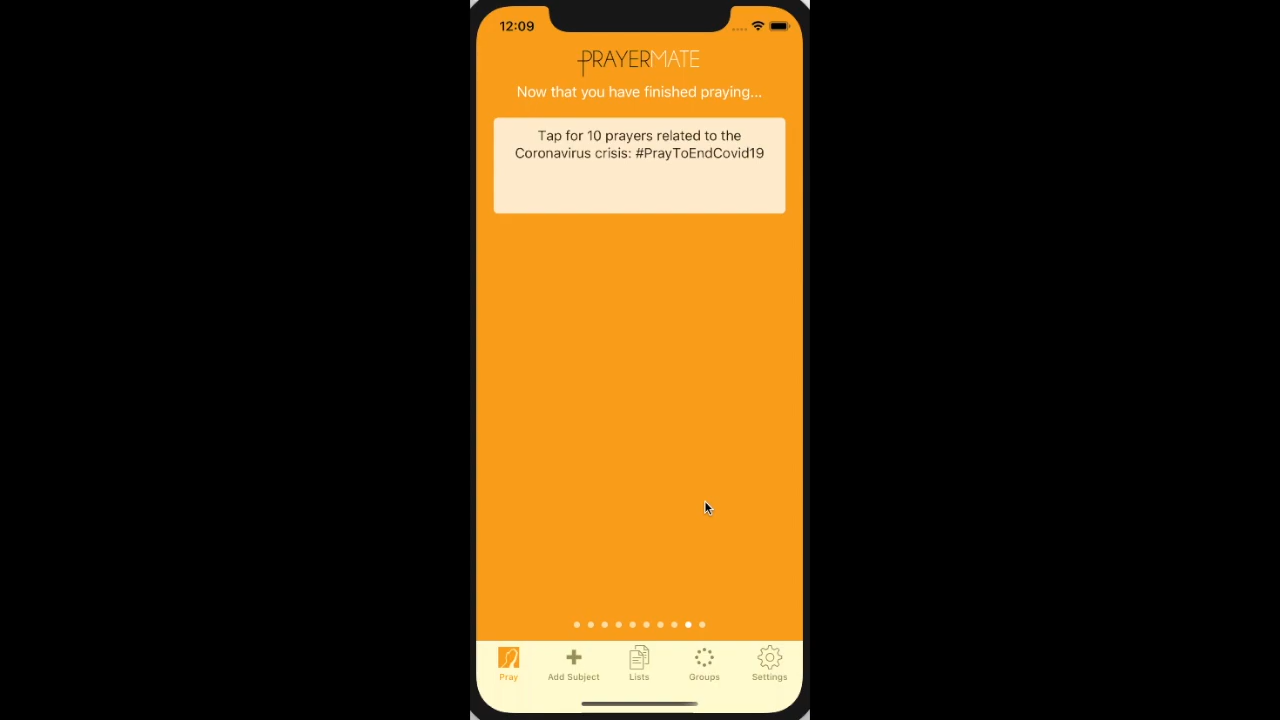 12:09
PRAYERMATE
Now that you have finished praying...
Tap for 10 prayers related to the
Coronavirus crisis: #PrayToEndCovid19
Pray
Add Subject
Lists
Groups
Settings